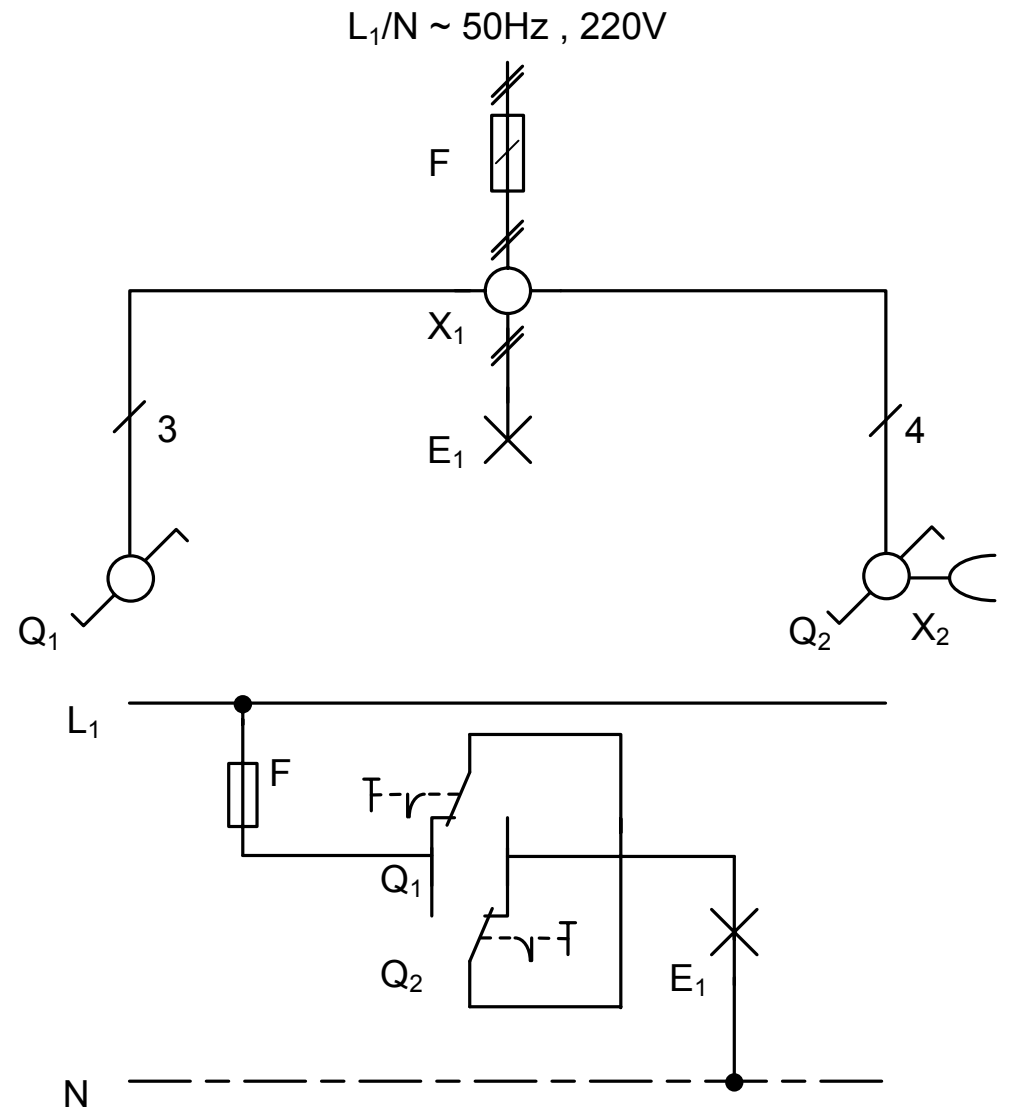 L₁/N ~ 50Hz , 220V
F
X₁
3
E₁
4
Q₁
Q₂
X₂
L₁
F
Q₁
Q₂
E₁
N